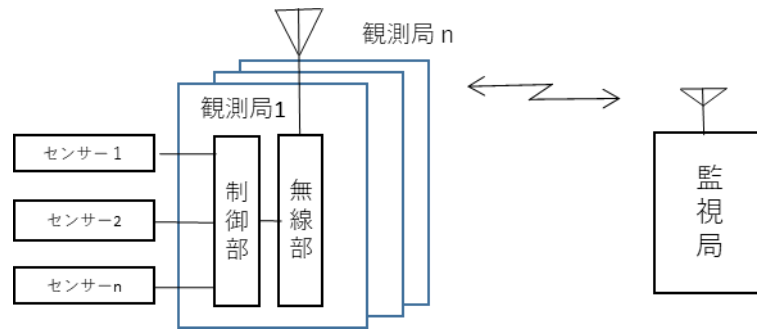 観測局 n
観測局1
センサー 1
センサー2
センサーn
制御部
無線部
監視局